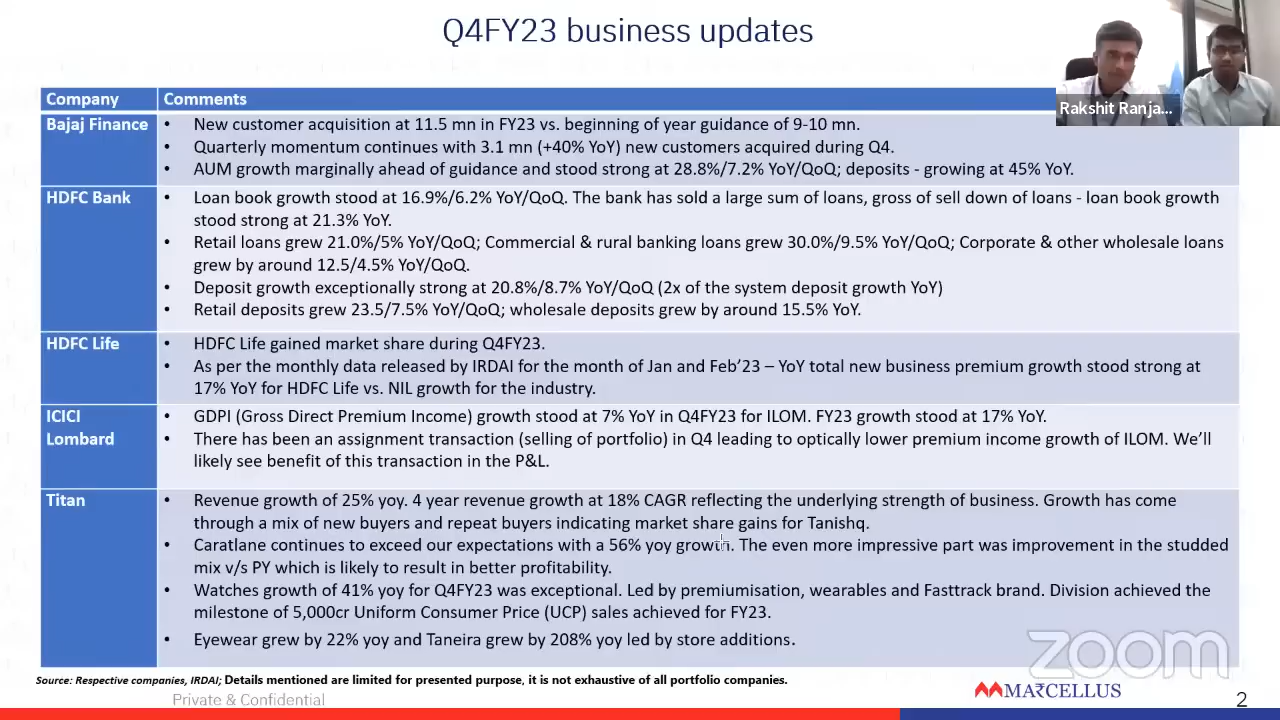 Q4FY23 business updates
Rakshit Ranja...
Company Comments
Bajaj Finance
• New customer acquisition at 11.5 mn in FY23 vs. beginning of year guidance of 9-10 mn.
• Quarterly momentum continues with 3.1 mn (+40% YoY) new customers acquired during Q4.
• AUM growth marginally ahead of guidance and stood strong at 28.8%/7.2% YoY/QoQ; deposits - growing at 45% YoY.
HDFC Bank
• Loan book growth stood at 16.9%/6.2% YoY/QoQ. The bank has sold a large sum of loans, gross of sell down of loans - loan book growth
stood strong at 21.3% YoY.
• Retail loans grew 21.0%/5% YoY/QoQ; Commercial & rural banking loans grew 30.0%/9.5% YoY/QoQ; Corporate & other wholesale loans
grew by around 12.5/4.5% YoY/QoQ.
• Deposit growth exceptionally strong at 20.8%/8.7% YoY/QoQ (2x of the system deposit growth YoY)
• Retail deposits grew 23.5/7.5% YoY/QoQ; wholesale deposits grew by around 15.5% YoY.
HDFC Life
• HDFC Life gained market share during Q4FY23.
• As per the monthly data released by IRDAI for the month of Jan and Feb’23 – YoY total new business premium growth stood strong at
17% YoY for HDFC Life vs. NIL growth for the industry.
ICICI
Lombard
• GDPI (Gross Direct Premium Income) growth stood at 7% YoY in Q4FY23 for ILOM. FY23 growth stood at 17% YoY.
• There has been an assignment transaction (selling of portfolio) in Q4 leading to optically lower premium income growth of ILOM. We’ll
likely see benefit of this transaction in the P&L.
Titan
• Revenue growth of 25% yoy. 4 year revenue growth at 18% CAGR reflecting the underlying strength of business. Growth has come
through a mix of new buyers and repeat buyers indicating market share gains for Tanishq.
• Caratlane continues to exceed our expectations with a 56% yoy growth. The even more impressive part was improvement in the studded
mix v/s PY which is likely to result in better profitability.
• Watches growth of 41% yoy for Q4FY23 was exceptional. Led by premiumisation, wearables and Fasttrack brand. Division achieved the
milestone of 5,000cr Uniform Consumer Price (UCP) sales achieved for FY23.
• Eyewear grew by 22% yoy and Taneira grew by 208% yoy led by store additions.
zoom
Source: Respective companies, IRDAI; Details mentioned are limited for presented purpose, it is not exhaustive of all portfolio companies.
Private & Confidential
MARCELLUS
2